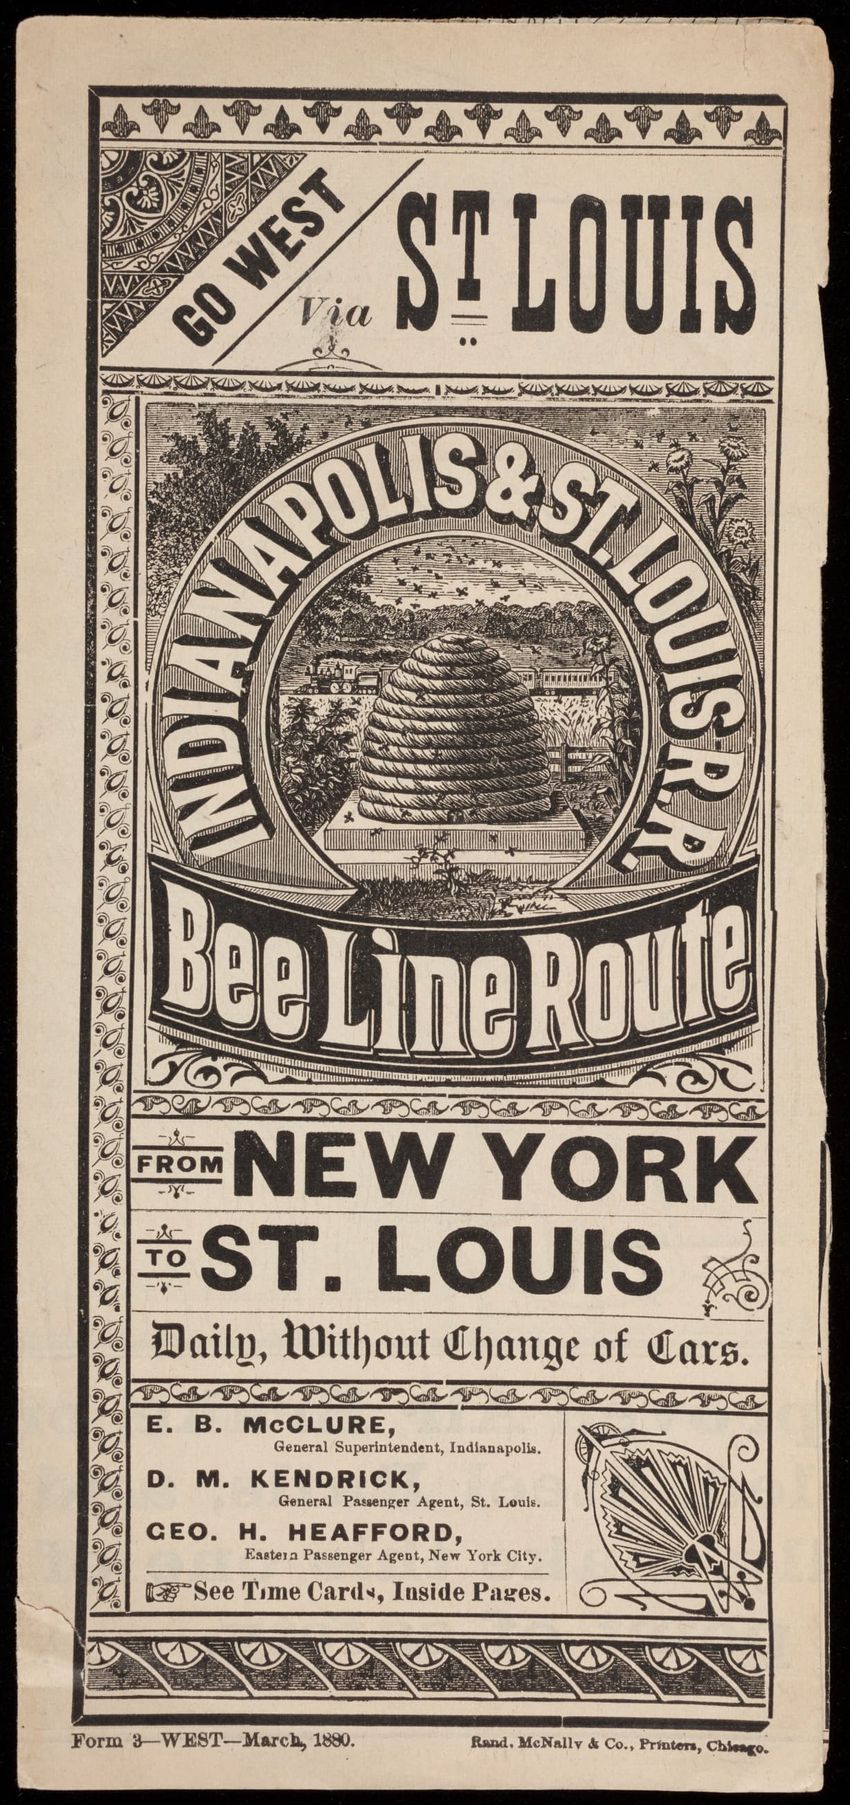 GO WEST
Via ST. LOUIS
INDIANAPOLIS & ST. LOUIS R.R.
Bee Line Route
FROM NEW YORK
TO ST. LOUIS
Daily, Without Change of Cars.
E. B. McCLURE,
General Superintendent, Indianapolis.
D. M. KENDRICK,
General Passenger Agent, St. Louis.
GEO. H. HEAFFORD,
Eastern Passenger Agent, New York City.
☞ See Time Cards, Inside Pages.
Form 3—WEST—March, 1880.
Rand, McNally & Co., Printers, Chicago.